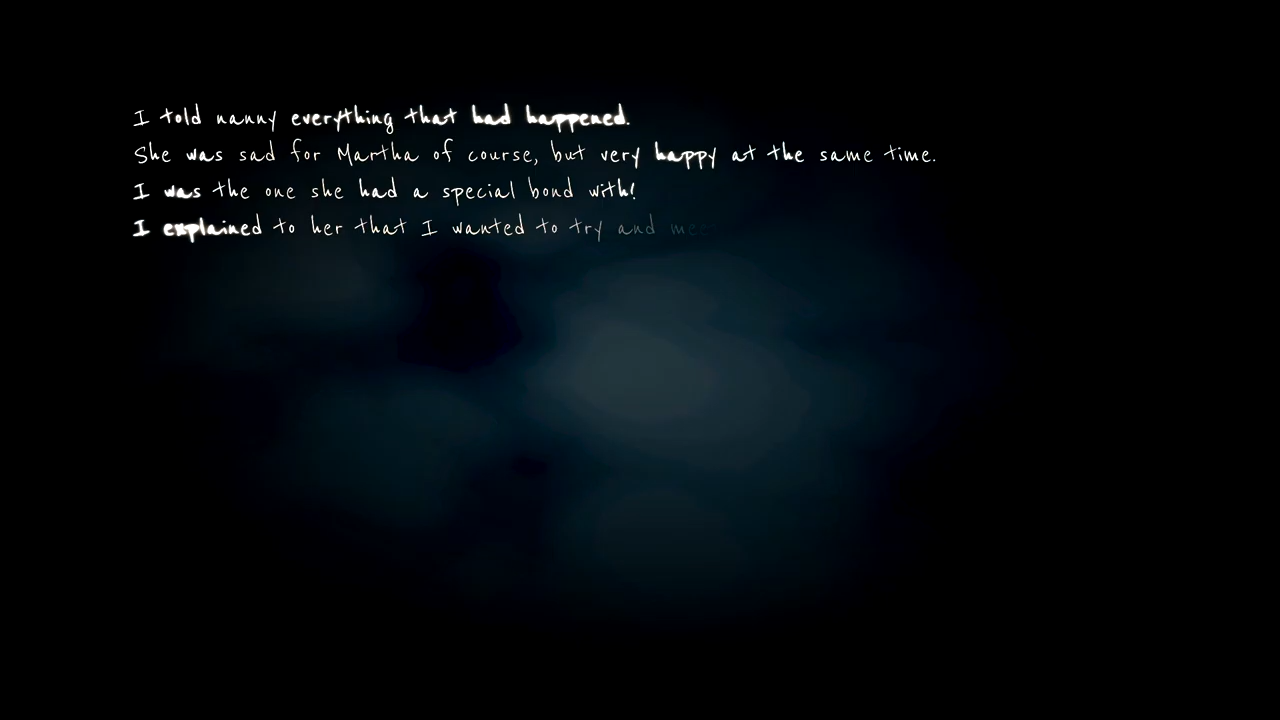 I told nanny everything that had happened.
She was sad for Martha of course, but very happy at the same time.
I was the one she had a special bond with!
I explained to her that I wanted to try and